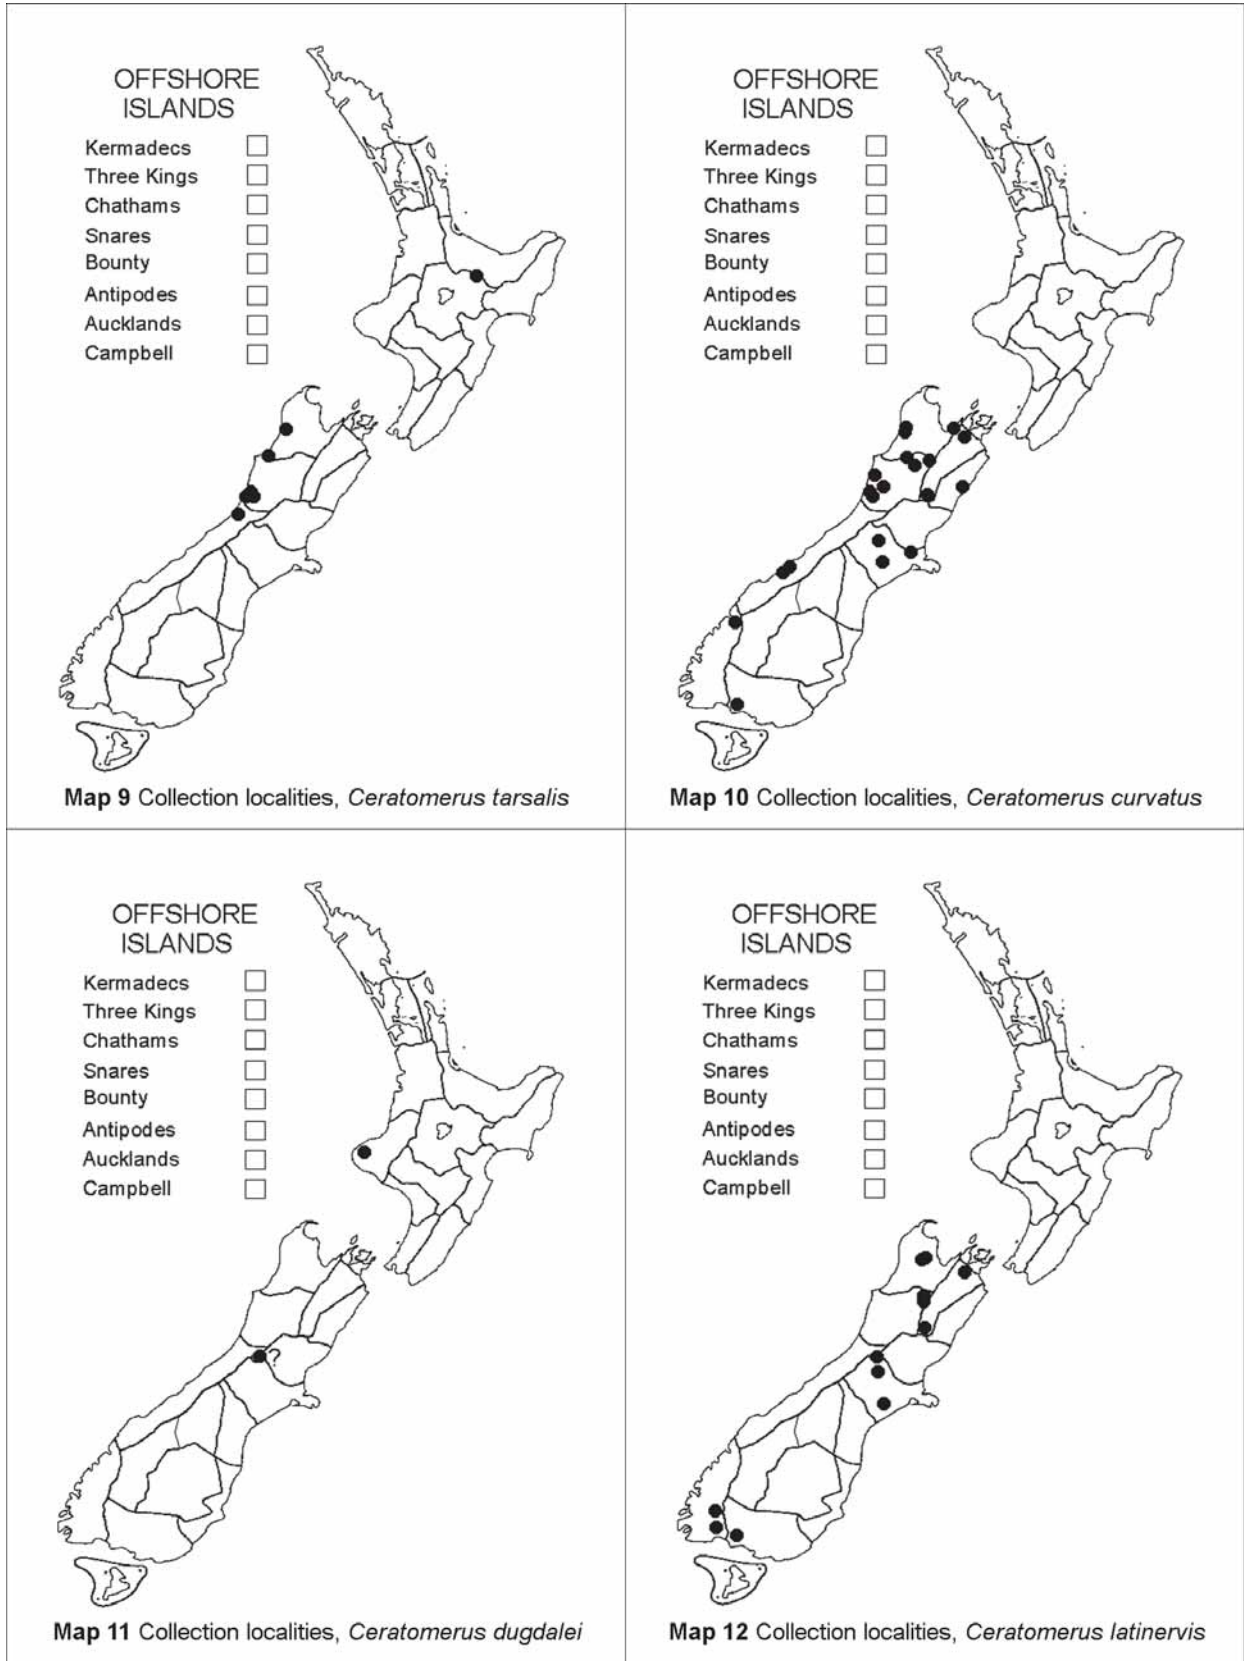 OFFSHORE
ISLANDS
Kermadecs
Three Kings
Chathams
Snares
Bounty
Antipodes
Aucklands
Campbell
Map 9 Collection localities, Ceratomerus tarsalis
OFFSHORE
ISLANDS
Kermadecs
Three Kings
Chathams
Snares
Bounty
Antipodes
Aucklands
Campbell
Map 10 Collection localities, Ceratomerus curvatus
OFFSHORE
ISLANDS
Kermadecs
Three Kings
Chathams
Snares
Bounty
Antipodes
Aucklands
Campbell
?
Map 11 Collection localities, Ceratomerus dugdalei
OFFSHORE
ISLANDS
Kermadecs
Three Kings
Chathams
Snares
Bounty
Antipodes
Aucklands
Campbell
Map 12 Collection localities, Ceratomerus latinervis